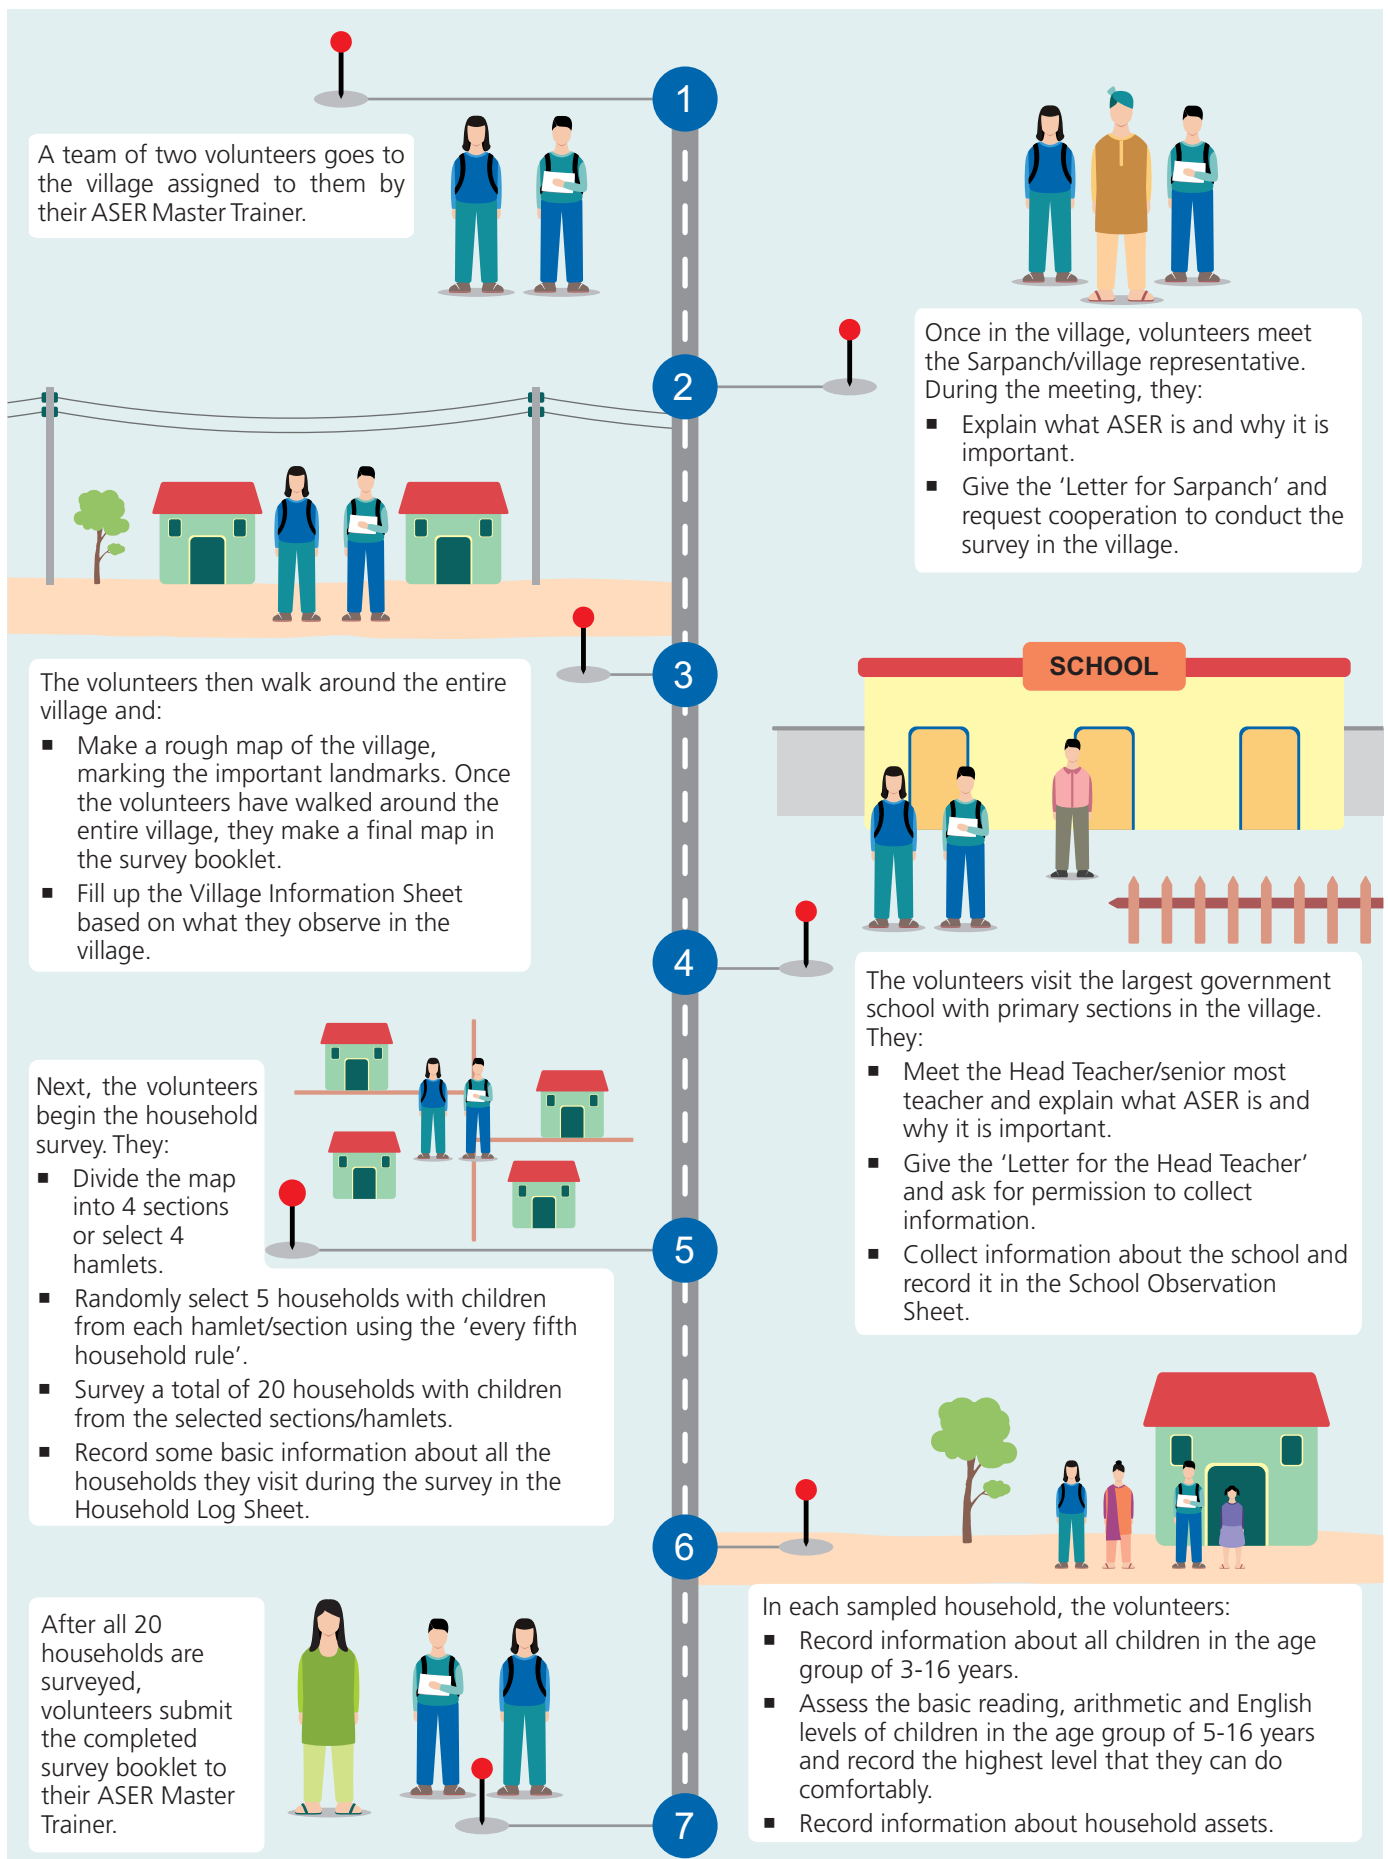 1
A team of two volunteers goes to
the village assigned to them by
their ASER Master Trainer.
2
Once in the village, volunteers meet
the Sarpanch/village representative.
During the meeting, they:
▪ Explain what ASER is and why it is
important.
▪ Give the ‘Letter for Sarpanch’ and
request cooperation to conduct the
survey in the village.
3
The volunteers then walk around the entire
village and:
▪ Make a rough map of the village,
marking the important landmarks. Once
the volunteers have walked around the
entire village, they make a final map in
the survey booklet.
▪ Fill up the Village Information Sheet
based on what they observe in the
village.
SCHOOL
4
The volunteers visit the largest government
school with primary sections in the village.
They:
▪ Meet the Head Teacher/senior most
teacher and explain what ASER is and
why it is important.
▪ Give the ‘Letter for the Head Teacher’
and ask for permission to collect
information.
▪ Collect information about the school and
record it in the School Observation
Sheet.
5
Next, the volunteers
begin the household
survey. They:
▪ Divide the map
into 4 sections
or select 4
hamlets.
▪ Randomly select 5 households with children
from each hamlet/section using the ‘every fifth
household rule’.
▪ Survey a total of 20 households with children
from the selected sections/hamlets.
▪ Record some basic information about all the
households they visit during the survey in the
Household Log Sheet.
6
In each sampled household, the volunteers:
▪ Record information about all children in the age
group of 3-16 years.
▪ Assess the basic reading, arithmetic and English
levels of children in the age group of 5-16 years
and record the highest level that they can do
comfortably.
▪ Record information about household assets.
7
After all 20
households are
surveyed,
volunteers submit
the completed
survey booklet to
their ASER Master
Trainer.